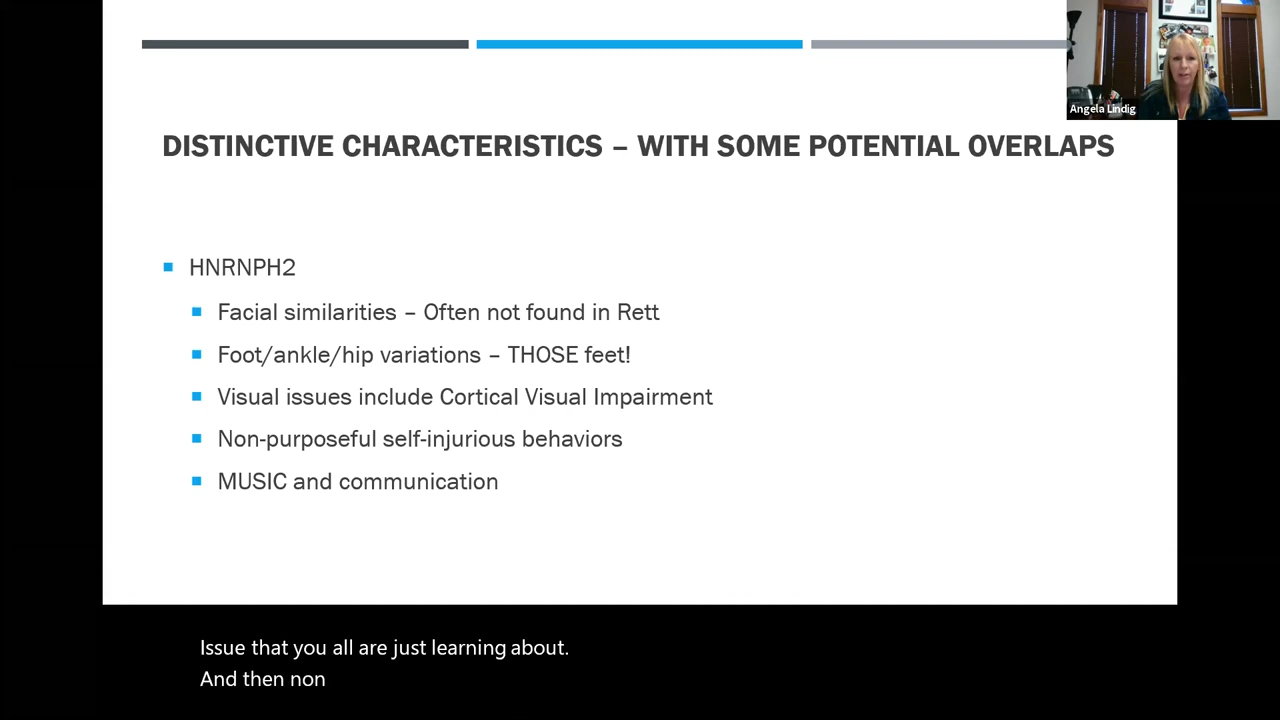 Angela Lindig
DISTINCTIVE CHARACTERISTICS – WITH SOME POTENTIAL OVERLAPS
HNRNPH2
Facial similarities – Often not found in Rett
Foot/ankle/hip variations – THOSE feet!
Visual issues include Cortical Visual Impairment
Non-purposeful self-injurious behaviors
MUSIC and communication
Issue that you all are just learning about.
And then non